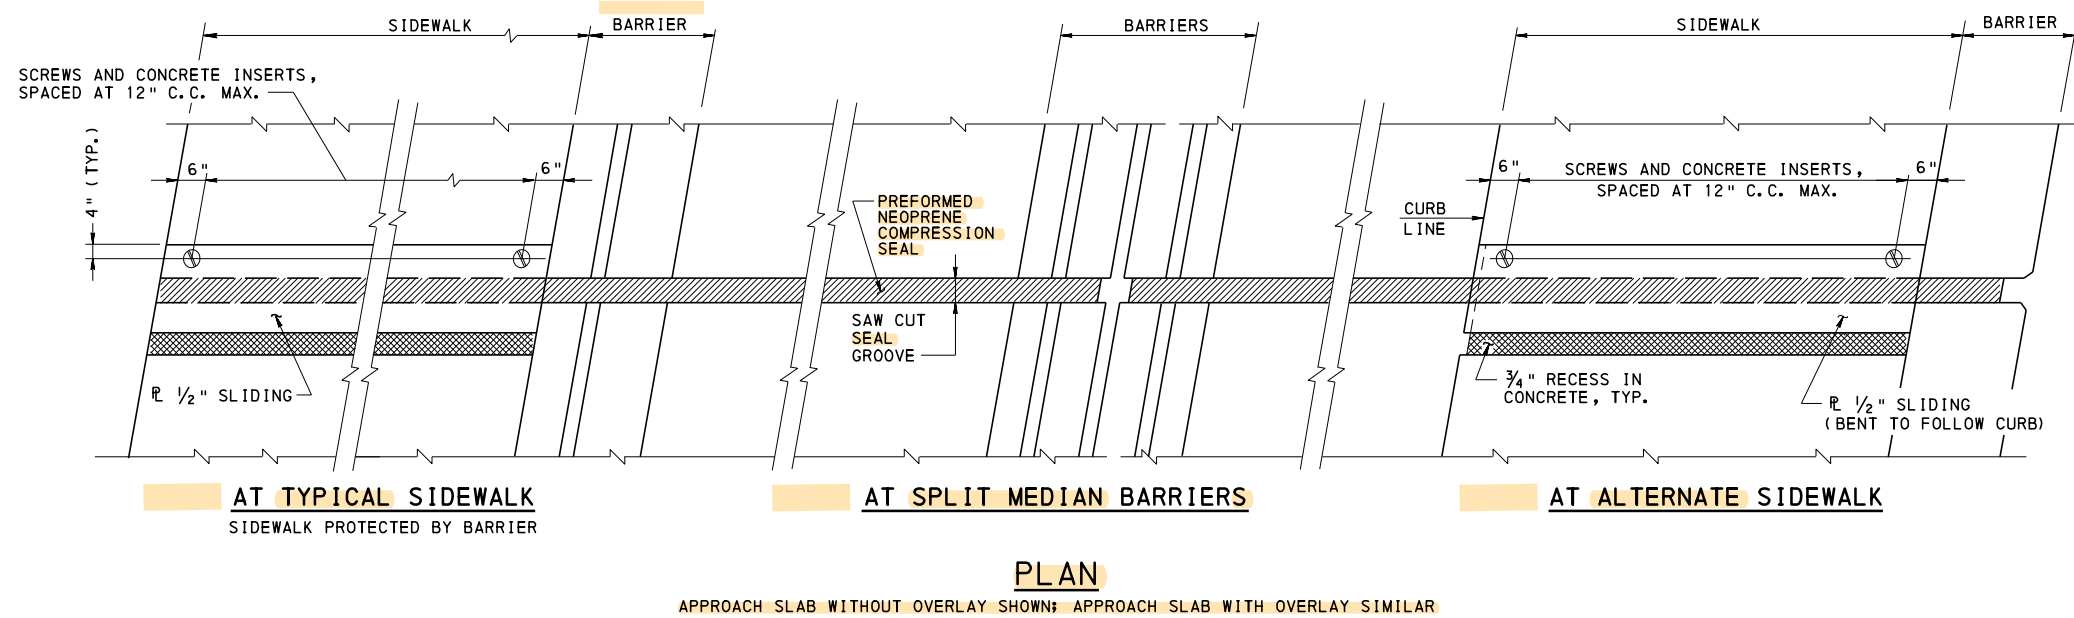 SIDEWALK
BARRIER
BARRIERS
SIDEWALK
BARRIER
SCREWS AND CONCRETE INSERTS,
SPACED AT 12" C.C. MAX.
4" (TYP.)
6"
6"
PREFORMED
NEOPRENE
COMPRESSION
SEAL
SAW CUT
SEAL
GROOVE
6"
SCREWS AND CONCRETE INSERTS,
SPACED AT 12" C.C. MAX.
6"
CURB
LINE
℄ ½" SLIDING
¾" RECESS IN
CONCRETE, TYP.
℄ ½" SLIDING
(BENT TO FOLLOW CURB)
AT TYPICAL SIDEWALK
SIDEWALK PROTECTED BY BARRIER
AT SPLIT MEDIAN BARRIERS
AT ALTERNATE SIDEWALK
PLAN
APPROACH SLAB WITHOUT OVERLAY SHOWN; APPROACH SLAB WITH OVERLAY SIMILAR